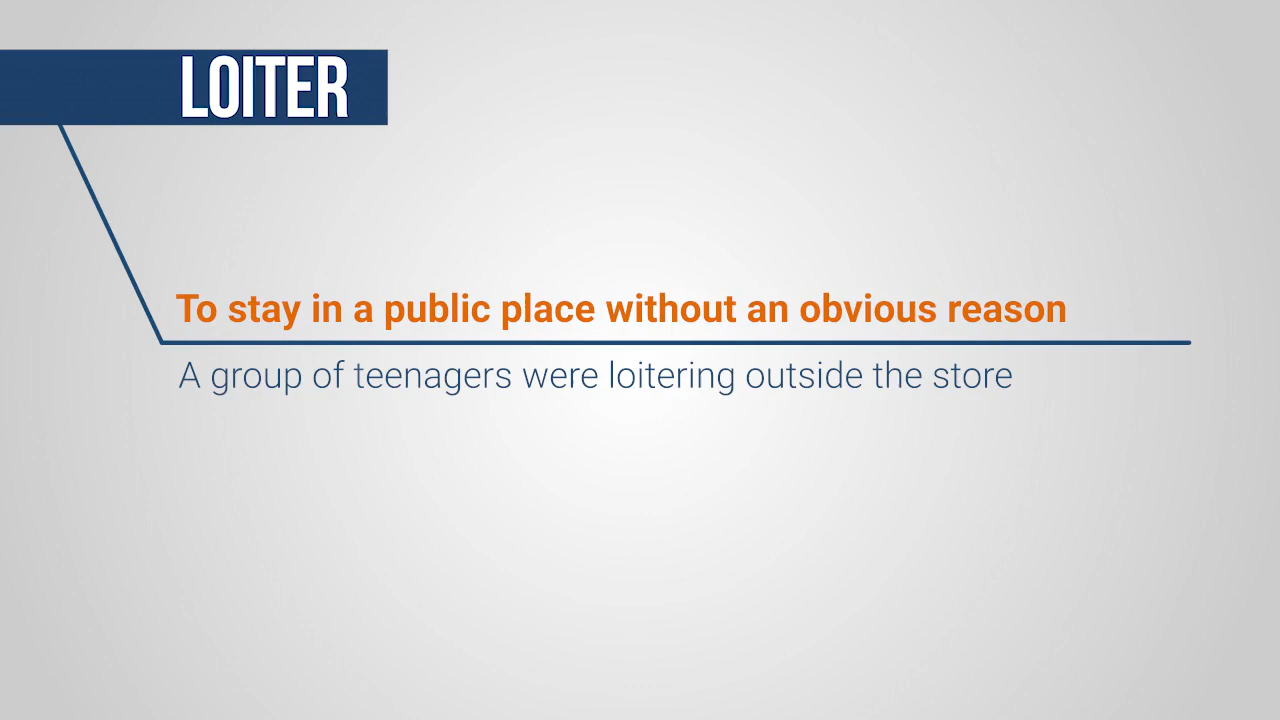 LOITER
To stay in a public place without an obvious reason
A group of teenagers were loitering outside the store